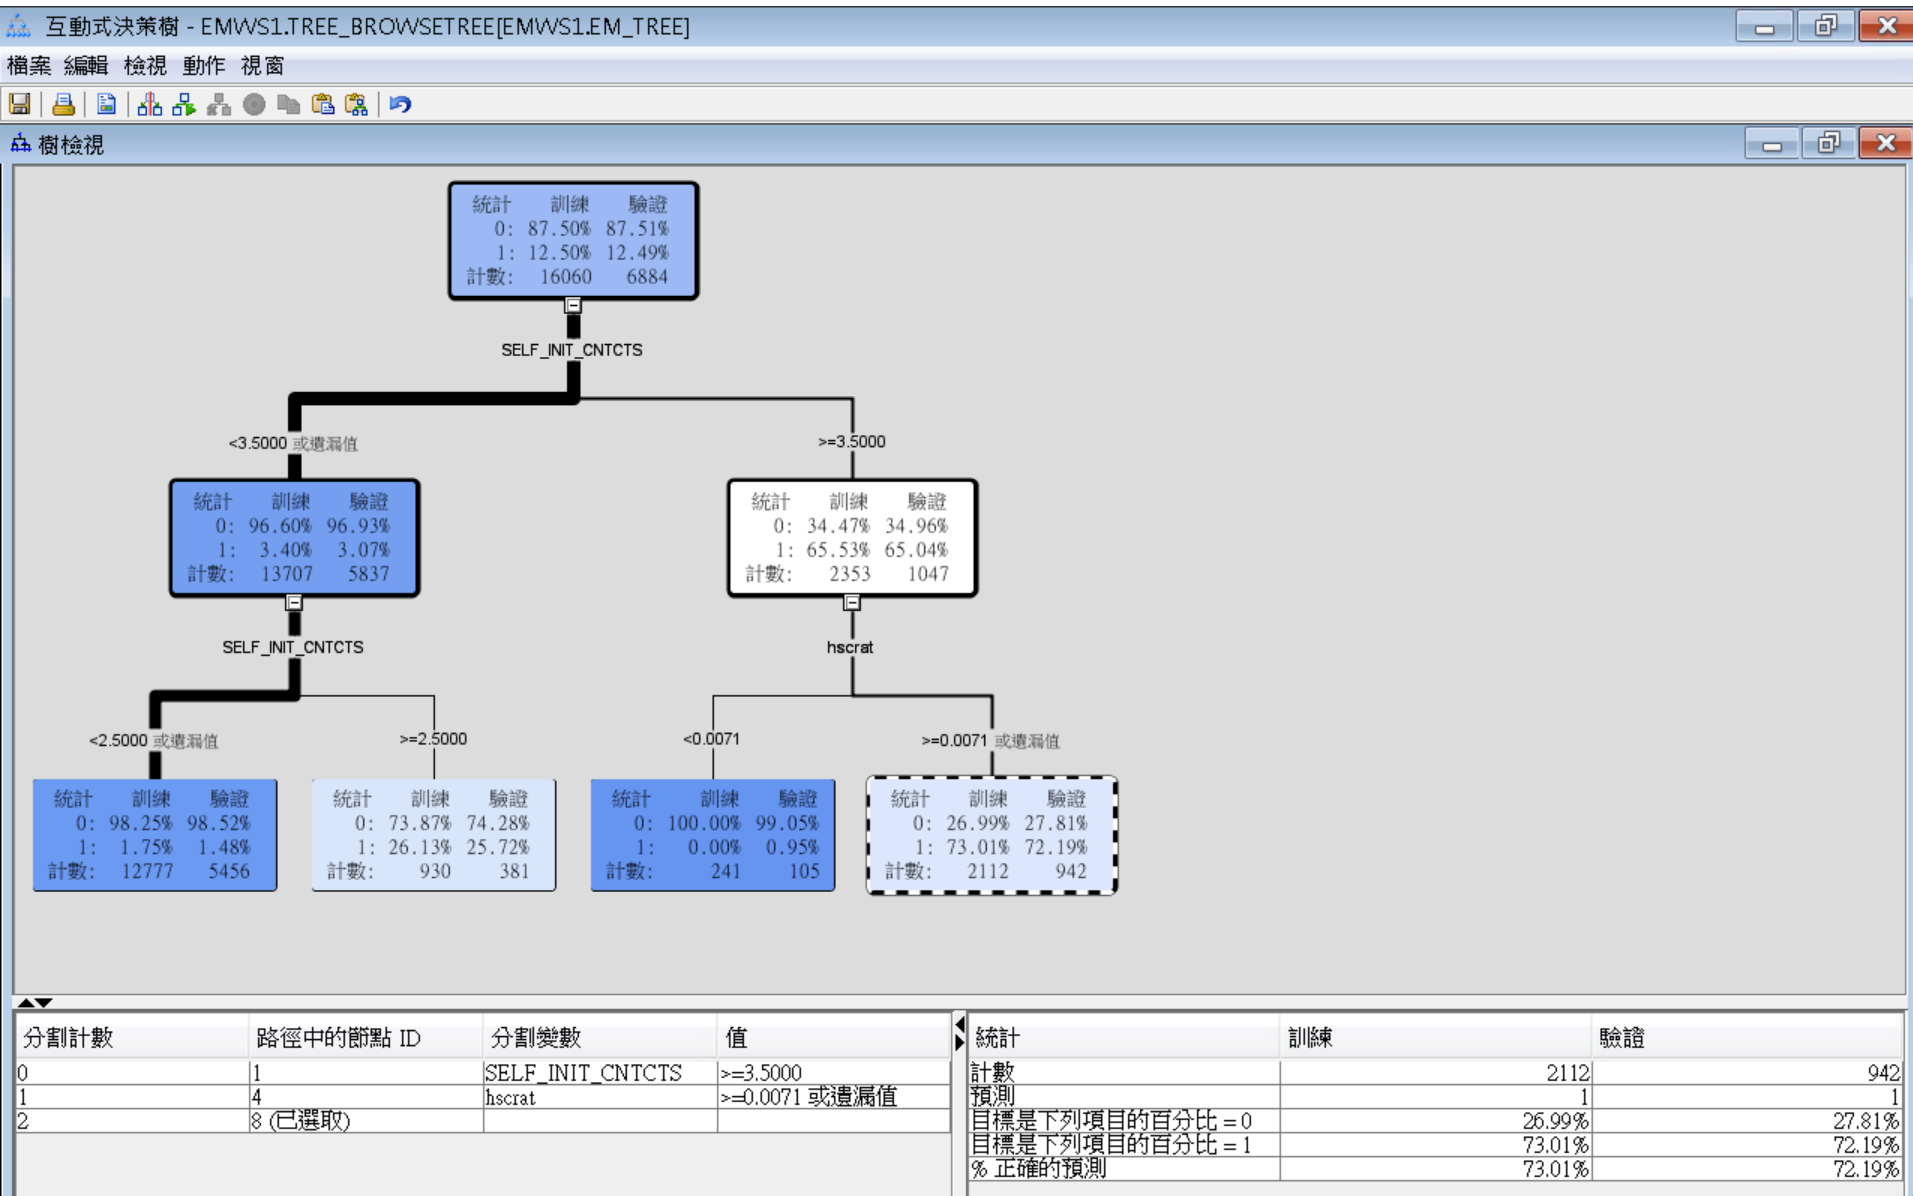 互動式決策樹 - EMWS1.TREE_BROWSETREE[EMWS1.EM_TREE]
檔案 編輯 檢視 動作 視窗
樹檢視
統計 訓練 驗證
0: 87.50% 87.51%
1: 12.50% 12.49%
計數: 16060 6884
SELF_INIT_CNTCTS
<3.5000 或遺漏值
>=3.5000
統計 訓練 驗證
0: 96.60% 96.93%
1: 3.40% 3.07%
計數: 13707 5837
統計 訓練 驗證
0: 34.47% 34.96%
1: 65.53% 65.04%
計數: 2353 1047
SELF_INIT_CNTCTS
hscrat
<2.5000 或遺漏值
>=2.5000
<0.0071
>=0.0071 或遺漏值
統計 訓練 驗證
0: 98.25% 98.52%
1: 1.75% 1.48%
計數: 12777 5456
統計 訓練 驗證
0: 73.87% 74.28%
1: 26.13% 25.72%
計數: 930 381
統計 訓練 驗證
0: 100.00% 99.05%
1: 0.00% 0.95%
計數: 241 105
統計 訓練 驗證
0: 26.99% 27.81%
1: 73.01% 72.19%
計數: 2112 942
分割計數 路徑中的節點 ID 分割變數 值
0 1 SELF_INIT_CNTCTS >=3.5000
1 4 hscrat >=0.0071 或遺漏值
2 8 (已選取)
統計 訓練 驗證
計數 2112 942
預測 1 1
目標是下列項目的百分比 = 0 26.99% 27.81%
目標是下列項目的百分比 = 1 73.01% 72.19%
% 正確的預測 73.01% 72.19%